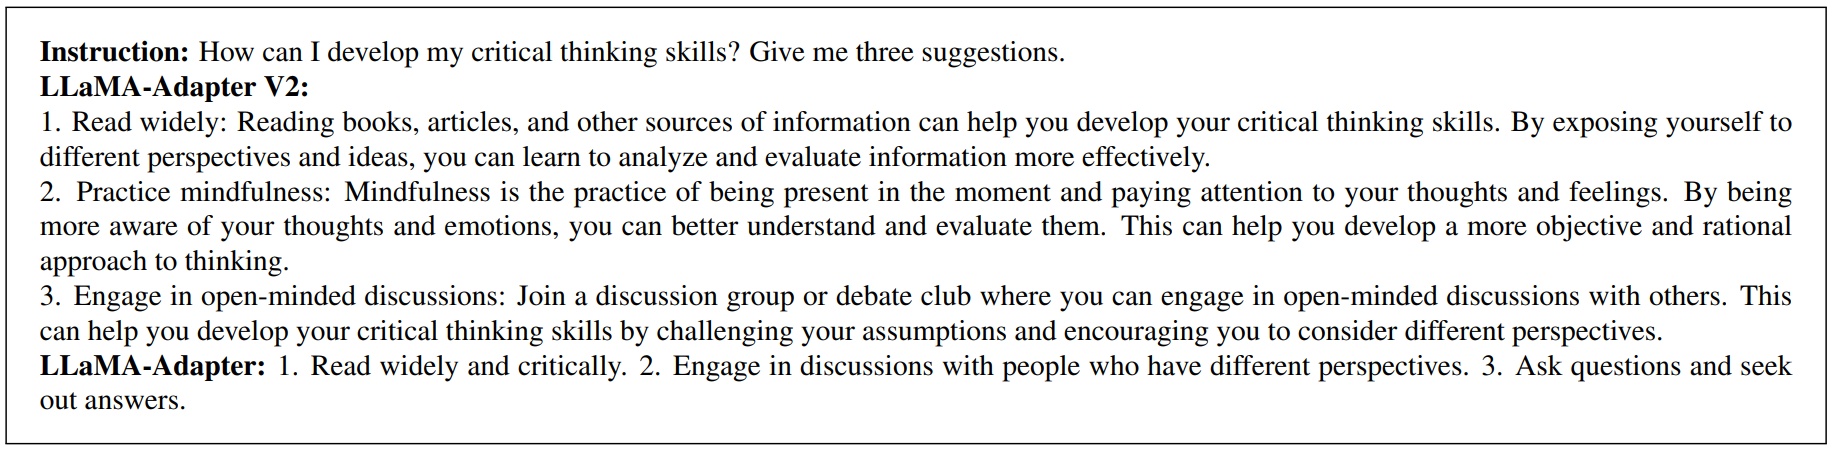 Instruction: How can I develop my critical thinking skills? Give me three suggestions.
LLaMA-Adapter V2:
1. Read widely: Reading books, articles, and other sources of information can help you develop your critical thinking skills. By exposing yourself to
different perspectives and ideas, you can learn to analyze and evaluate information more effectively.
2. Practice mindfulness: Mindfulness is the practice of being present in the moment and paying attention to your thoughts and feelings. By being
more aware of your thoughts and emotions, you can better understand and evaluate them. This can help you develop a more objective and rational
approach to thinking.
3. Engage in open-minded discussions: Join a discussion group or debate club where you can engage in open-minded discussions with others. This
can help you develop your critical thinking skills by challenging your assumptions and encouraging you to consider different perspectives.
LLaMA-Adapter: 1. Read widely and critically. 2. Engage in discussions with people who have different perspectives. 3. Ask questions and seek
out answers.